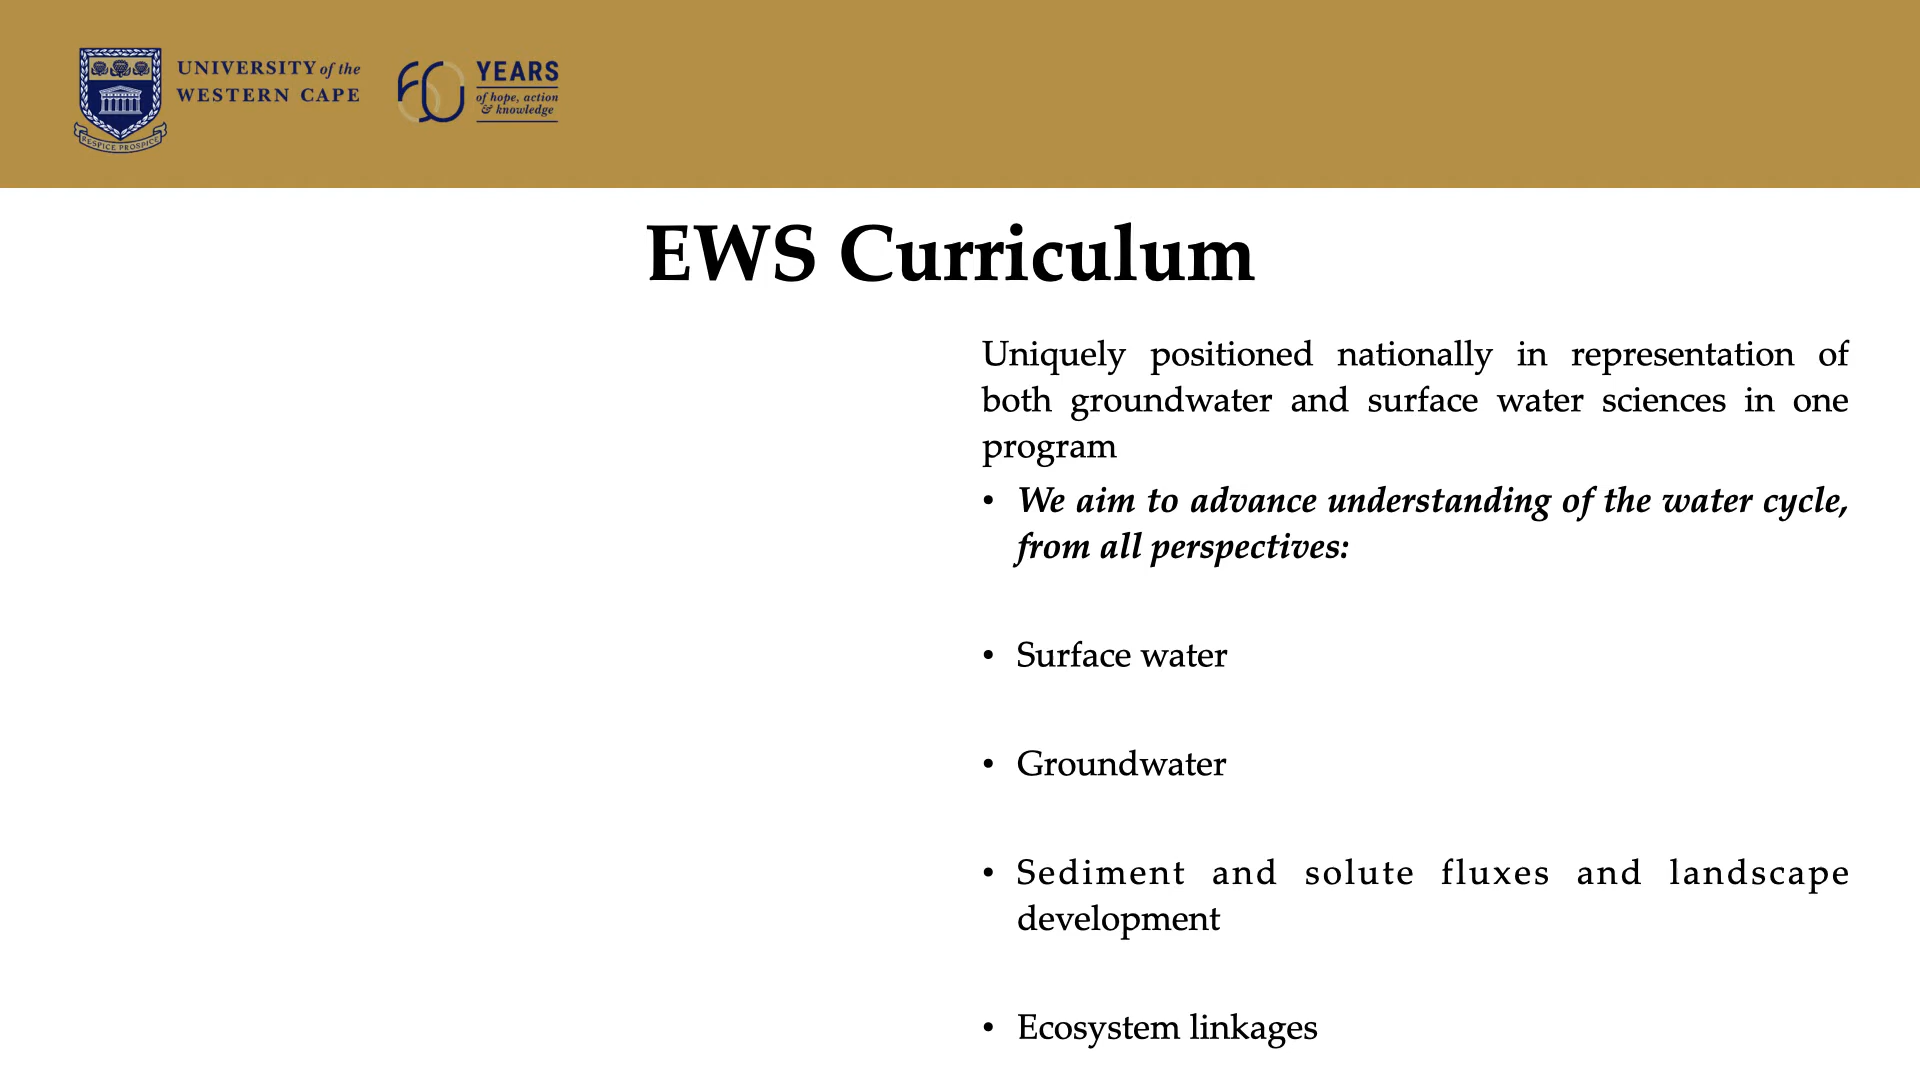 UNIVERSITY of the
WESTERN CAPE
RESPICE PROSPICE
60 YEARS
of hope, action
& knowledge
EWS Curriculum
Uniquely positioned nationally in representation of
both groundwater and surface water sciences in one
program
• We aim to advance understanding of the water cycle,
from all perspectives:
• Surface water
• Groundwater
• Sediment and solute fluxes and landscape
development
• Ecosystem linkages